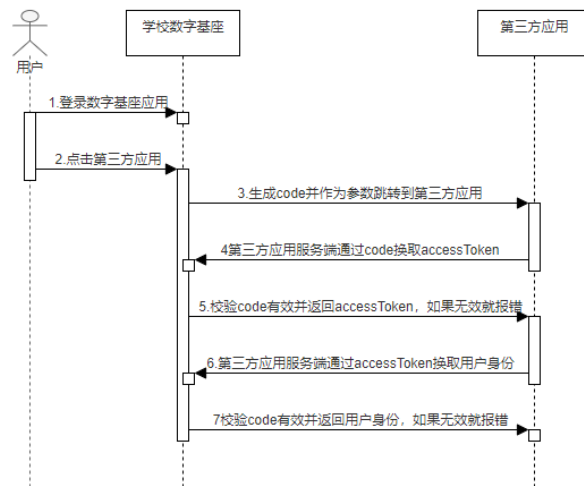 学校数字基座
第三方应用
用户
1.登录数字基座应用
2.点击第三方应用
3.生成code并作为参数跳转到第三方应用
4第三方应用服务端通过code换取accessToken
5.校验code有效并返回accessToken，如果无效就报错
6.第三方应用服务端通过accessToken换取用户身份
7校验code有效并返回用户身份，如果无效就报错